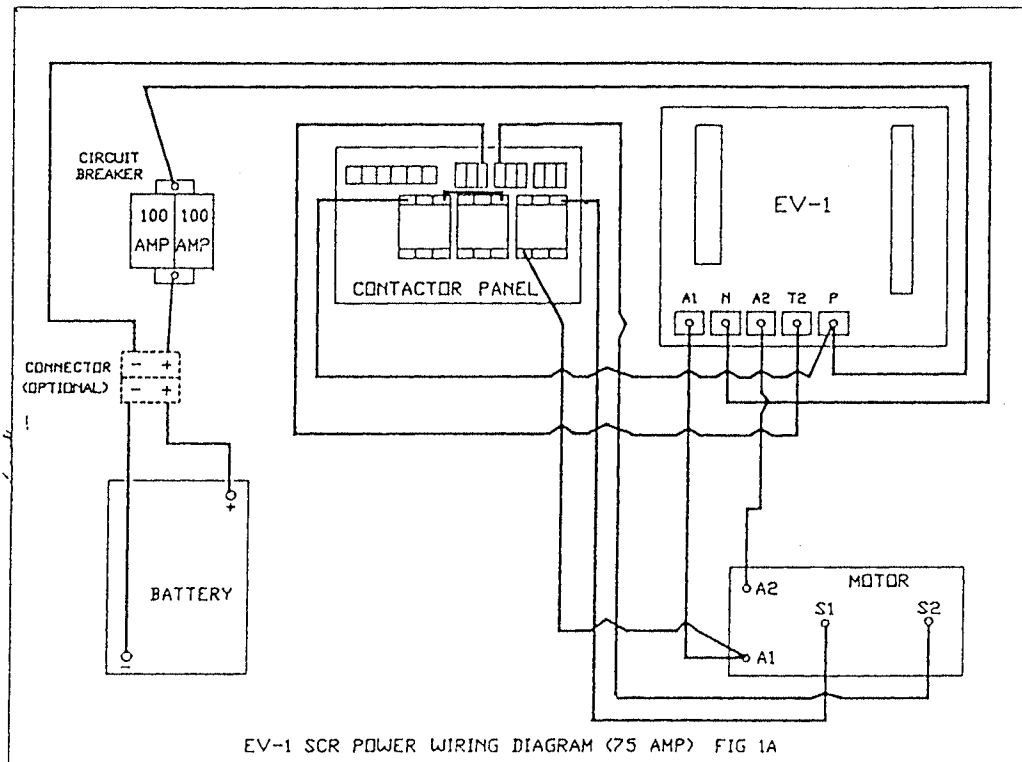 CIRCUIT
BREAKER
100 100
AMP AMP
CONTACTOR PANEL
EV-1
A1 N A2 T2 P
CONNECTOR
(OPTIONAL)
- +
- +
+
BATTERY
-
MOTOR
A2
S1
S2
A1
EV-1 SCR POWER WIRING DIAGRAM (75 AMP) FIG 1A